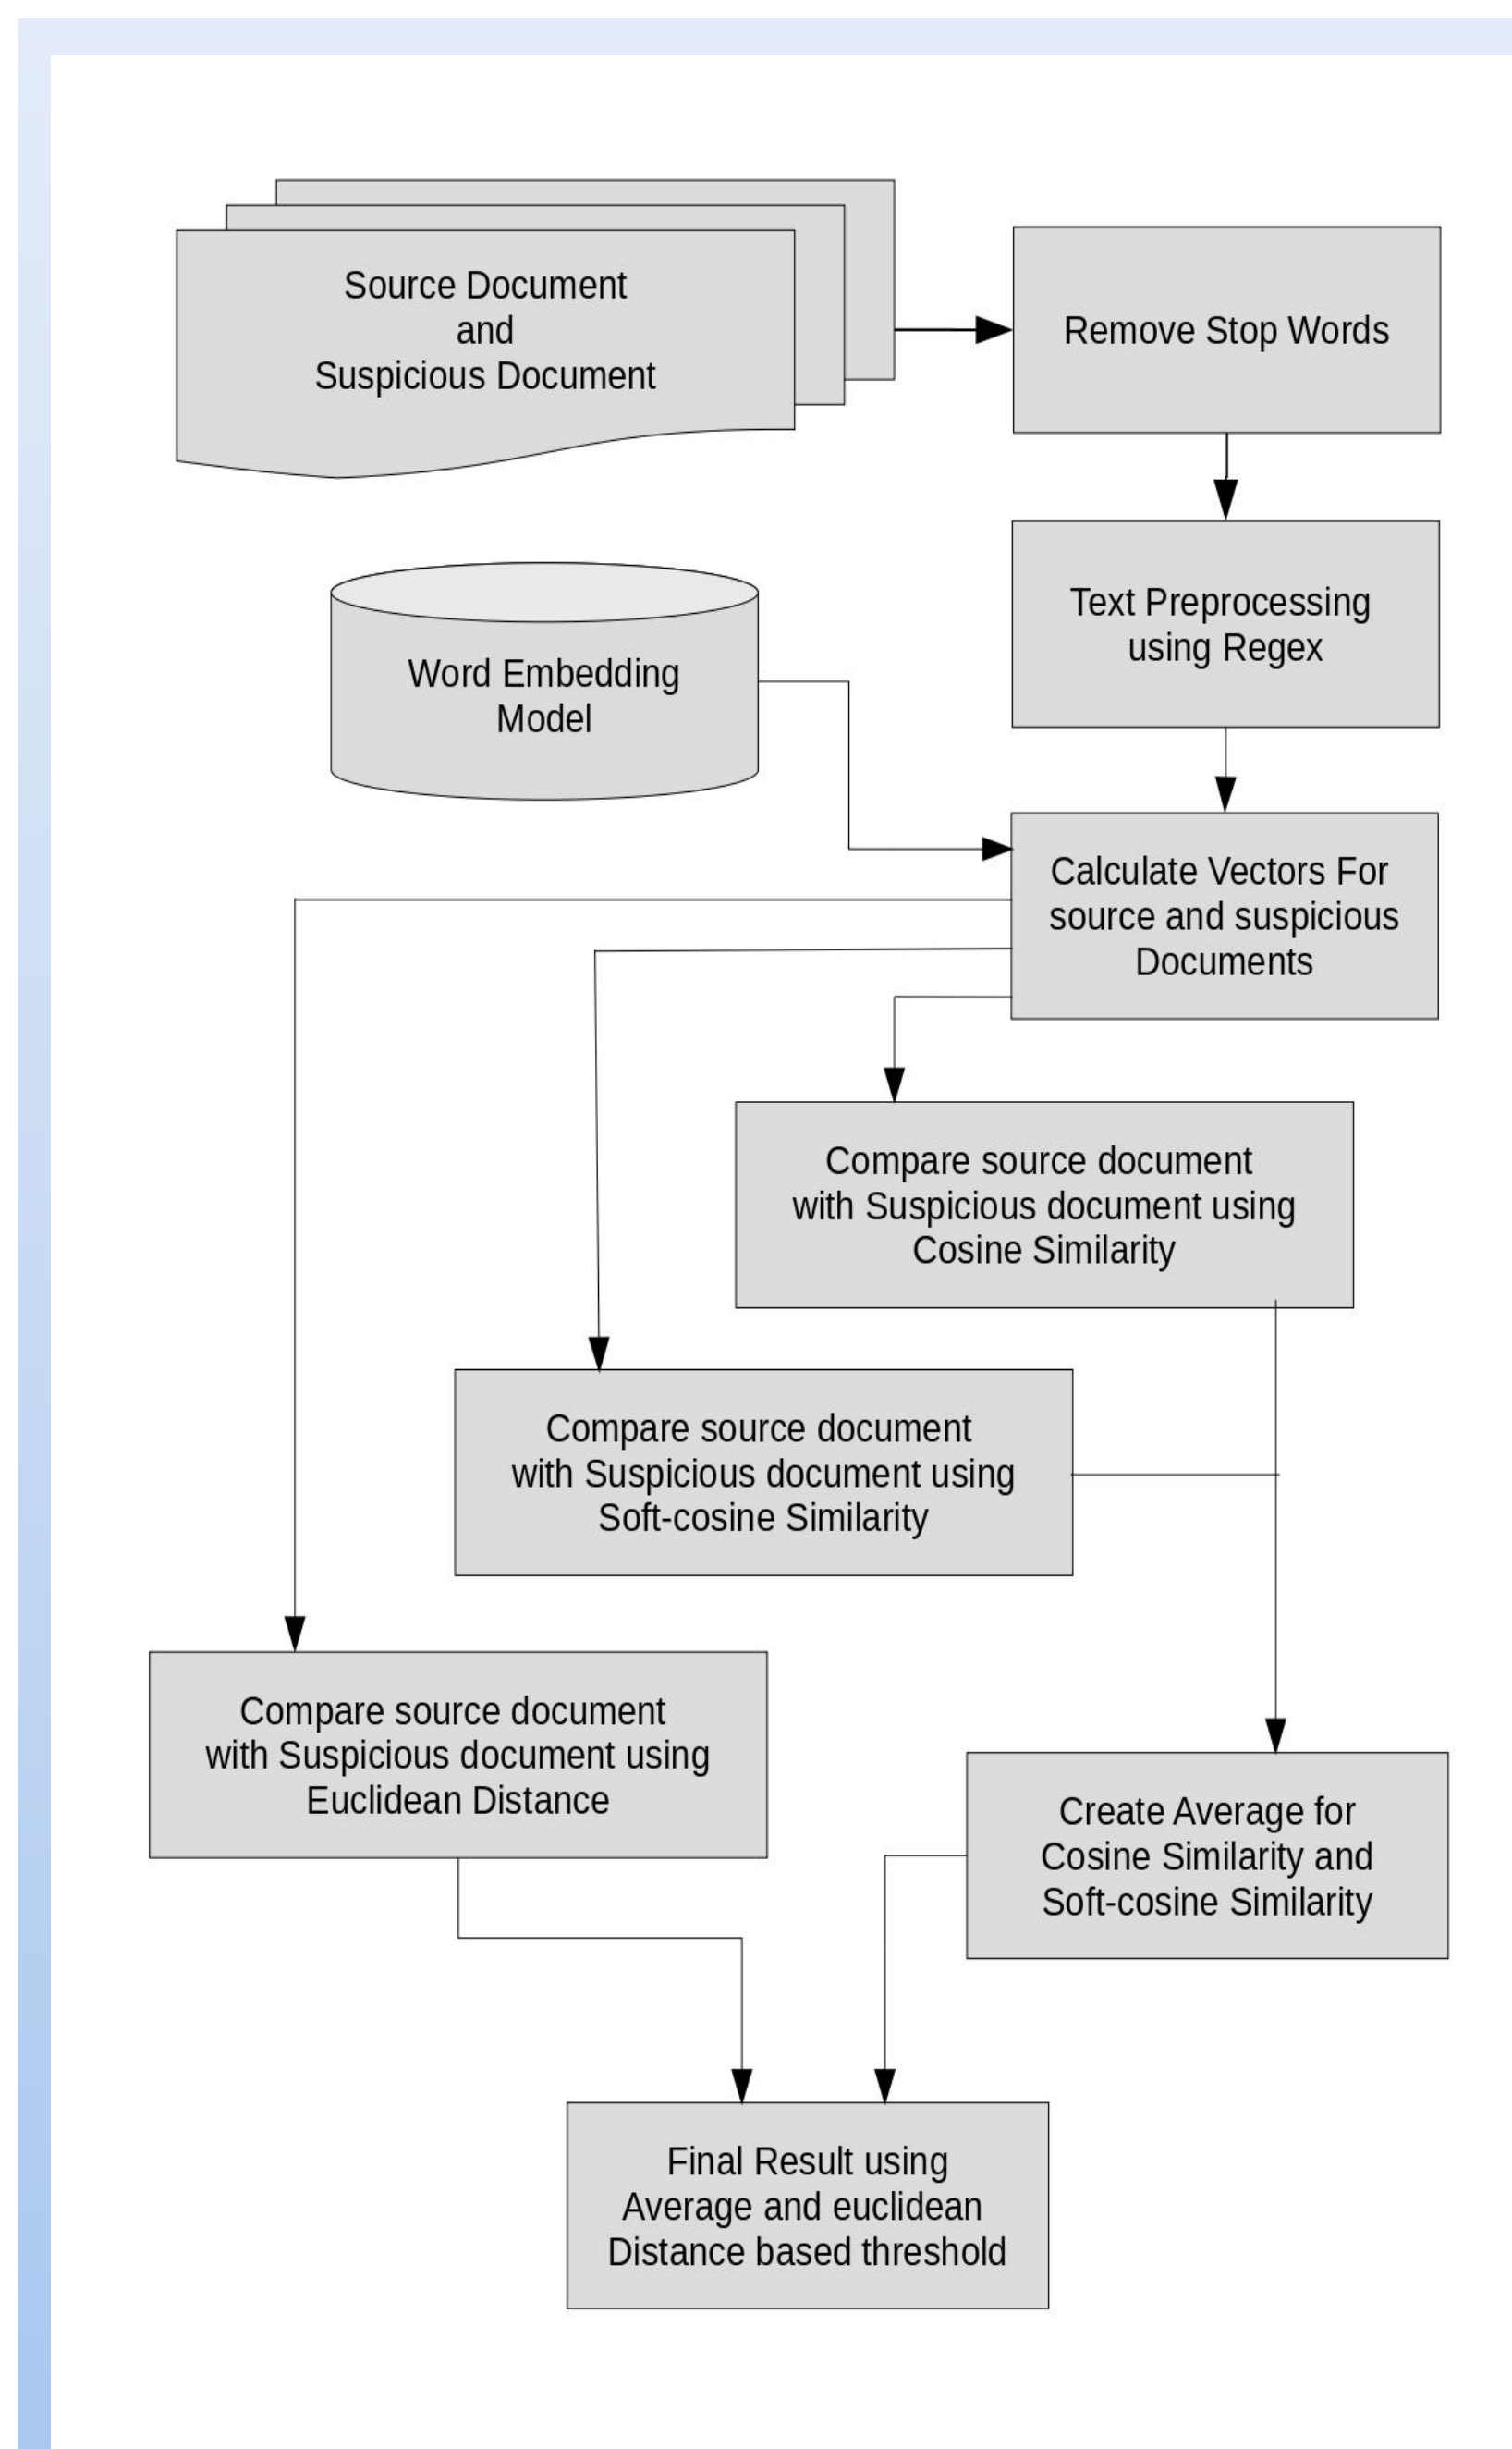 Source Document
and
Suspicious Document
Remove Stop Words
Text Preprocessing
using Regex
Word Embedding
Model
Calculate Vectors For
source and suspicious
Documents
Compare source document
with Suspicious document using
Cosine Similarity
Compare source document
with Suspicious document using
Soft-cosine Similarity
Compare source document
with Suspicious document using
Euclidean Distance
Create Average for
Cosine Similarity and
Soft-cosine Similarity
Final Result using
Average and euclidean
Distance based threshold